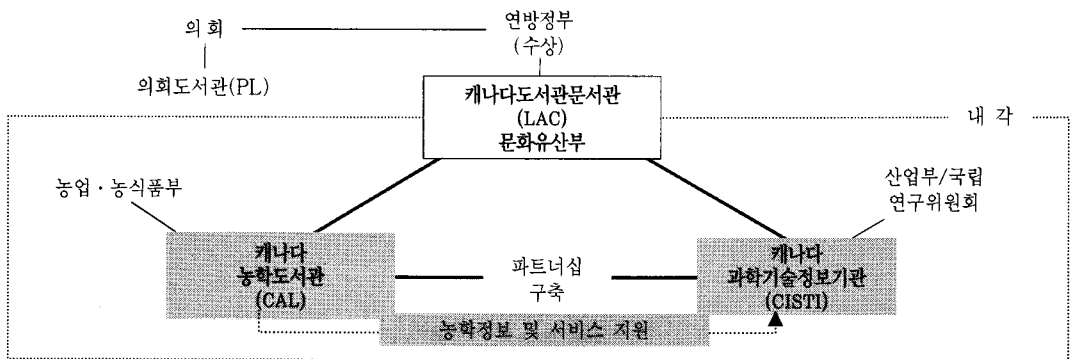 의 회
연방정부
(수상)
의회도서관(PL)
캐나다도서관문서관
(LAC)
문화유산부
내 각
농업 · 농식품부
산업부/국립
연구위원회
캐나다
농학도서관
(CAL)
파트너십
구축
캐나다
과학기술정보기관
(CISTI)
농학정보 및 서비스 지원